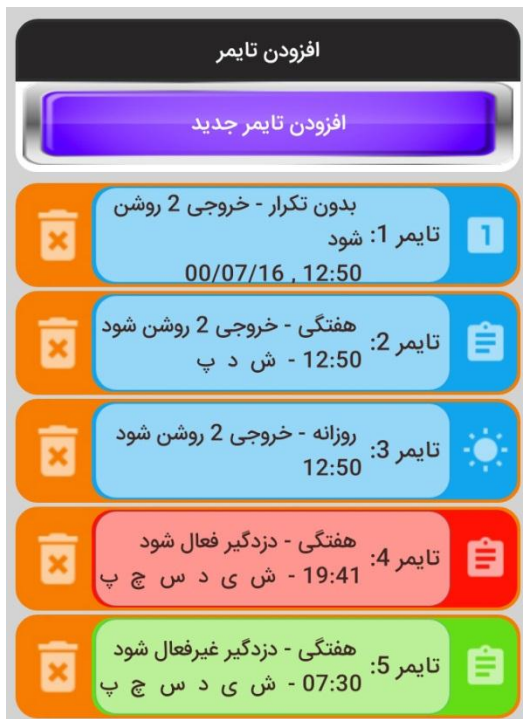 افزودن تایمر
افزودن تایمر جدید
1
تایمر 1:
بدون تکرار - خروجی 2 روشن
شود
00/07/16 , 12:50
تایمر 2:
هفتگی - خروجی 2 روشن شود
12:50 - ش د پ
تایمر 3:
روزانه - خروجی 2 روشن شود
12:50
تایمر 4:
هفتگی - دزدگیر فعال شود
19:41 - ش ی د س چ پ
تایمر 5:
هفتگی - دزدگیر غیرفعال شود
07:30 - ش ی د س چ پ